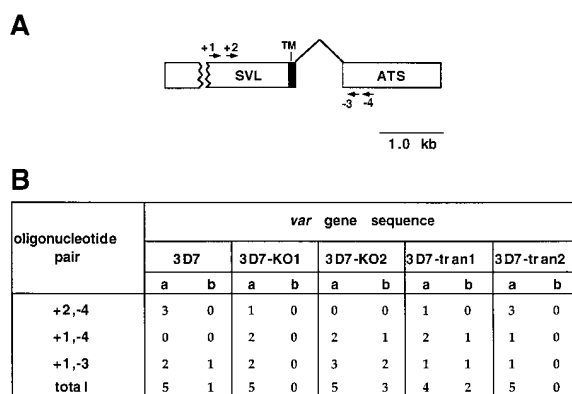 A
+1 +2 TM
SVL ATS
-3 -4
1.0 kb
B
oligonucleotide pair var gene sequence
3D7 3D7-KO1 3D7-KO2 3D7-tran1 3D7-tran2
a b a b a b a b a b
+2,-4 3 0 1 0 0 0 1 0 3 0
+1,-4 0 0 2 0 2 1 2 1 1 0
+1,-3 2 1 2 0 3 2 1 1 1 0
total 5 1 5 0 5 3 4 2 5 0